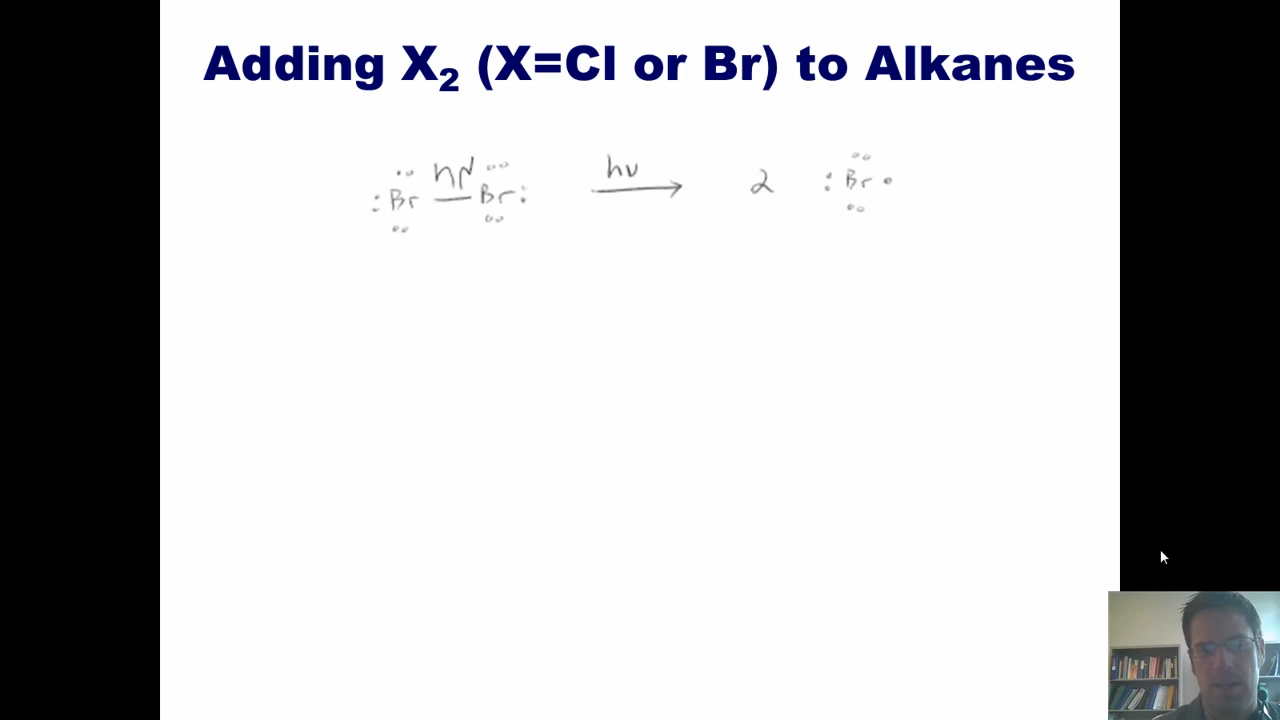 Adding X₂ (X=Cl or Br) to Alkanes
:Br — Br: hν 2 :Br •